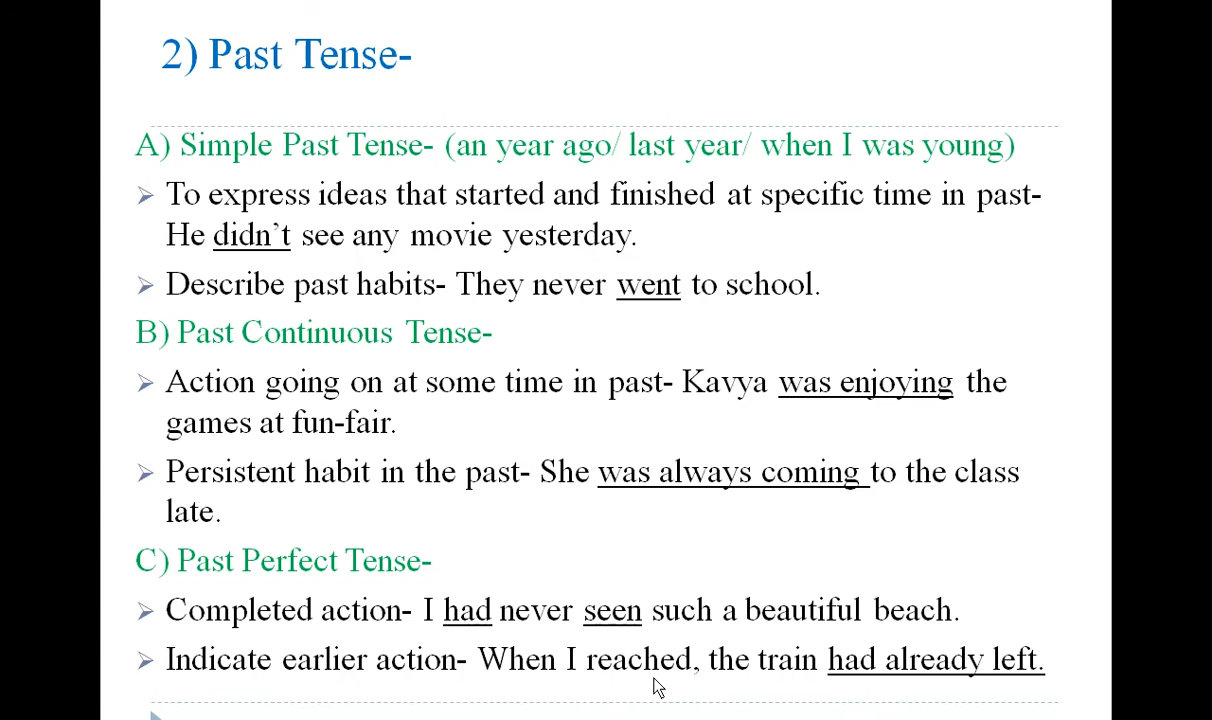 2) Past Tense-
A) Simple Past Tense- (an year ago/ last year/ when I was young)
➢ To express ideas that started and finished at specific time in past-
He didn’t see any movie yesterday.
➢ Describe past habits- They never went to school.
B) Past Continuous Tense-
➢ Action going on at some time in past- Kavya was enjoying the
games at fun-fair.
➢ Persistent habit in the past- She was always coming to the class
late.
C) Past Perfect Tense-
➢ Completed action- I had never seen such a beautiful beach.
➢ Indicate earlier action- When I reached, the train had already left.